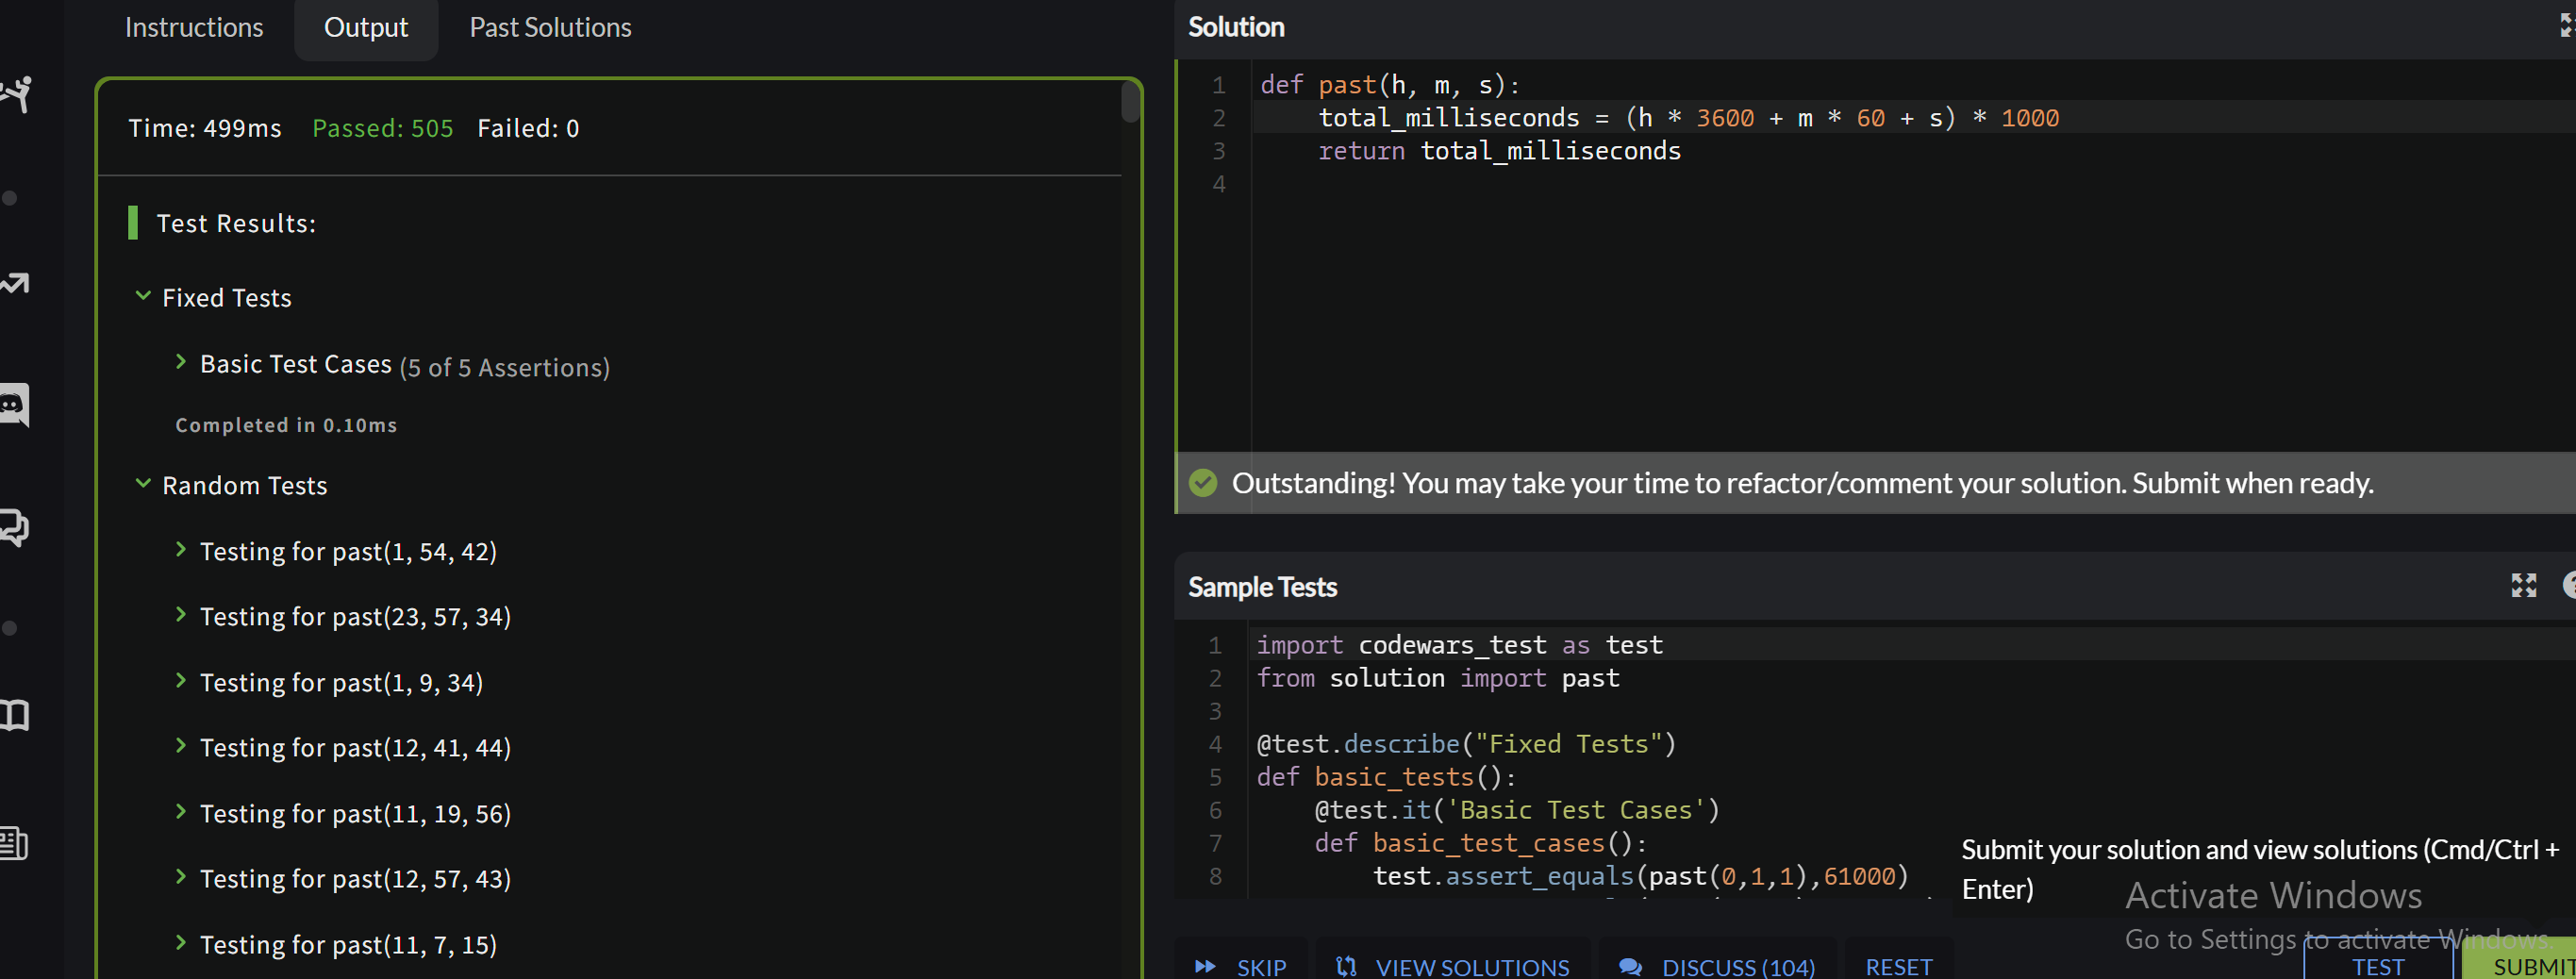 Instructions
Output
Past Solutions
Time: 499ms Passed: 505 Failed: 0
Test Results:
Fixed Tests
Basic Test Cases (5 of 5 Assertions)
Completed in 0.10ms
Random Tests
Testing for past(1, 54, 42)
Testing for past(23, 57, 34)
Testing for past(1, 9, 34)
Testing for past(12, 41, 44)
Testing for past(11, 19, 56)
Testing for past(12, 57, 43)
Testing for past(11, 7, 15)
Solution
1 def past(h, m, s):
2     total_milliseconds = (h * 3600 + m * 60 + s) * 1000
3     return total_milliseconds
4
Outstanding! You may take your time to refactor/comment your solution. Submit when ready.
Sample Tests
1 import codewars_test as test
2 from solution import past
3
4 @test.describe("Fixed Tests")
5 def basic_tests():
6     @test.it('Basic Test Cases')
7     def basic_test_cases():
8         test.assert_equals(past(0,1,1),61000)
Submit your solution and view solutions (Cmd/Ctrl +
Enter)
Activate Windows
Go to Settings to activate Windows.
SKIP
VIEW SOLUTIONS
DISCUSS (104)
RESET
TEST
SUBMIT